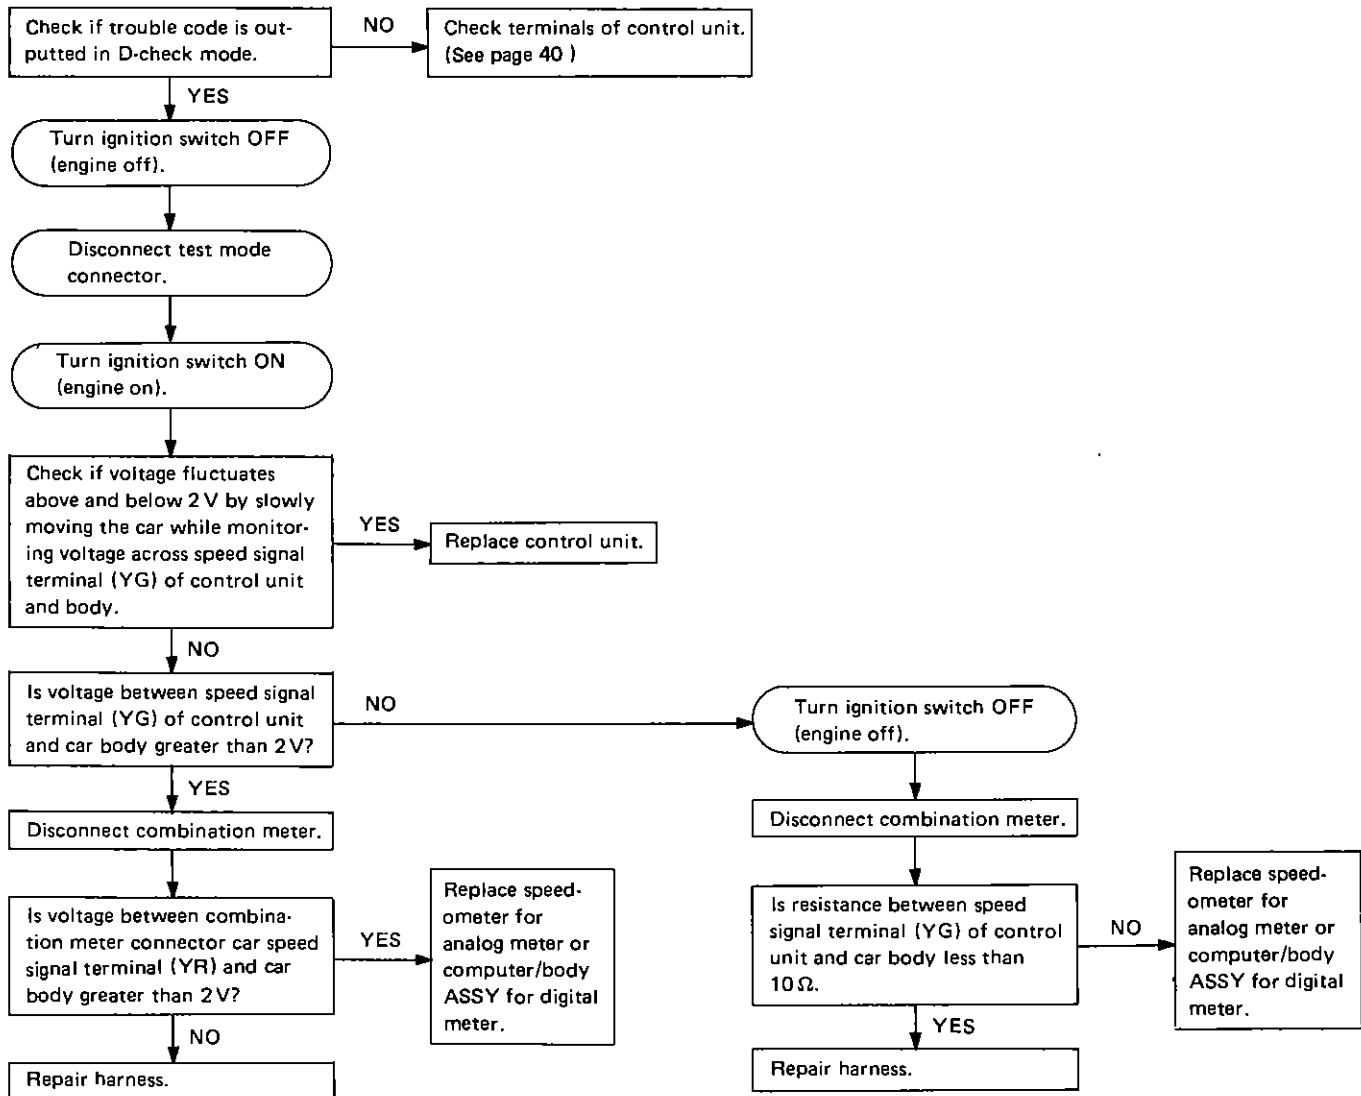 Check if trouble code is out-
putted in D-check mode.
NO
Check terminals of control unit.
(See page 40 )
YES
Turn ignition switch OFF
(engine off).
Disconnect test mode
connector.
Turn ignition switch ON
(engine on).
Check if voltage fluctuates
above and below 2 V by slowly
moving the car while monitor-
ing voltage across speed signal
terminal (YG) of control unit
and body.
YES
Replace control unit.
NO
Is voltage between speed signal
terminal (YG) of control unit
and car body greater than 2 V?
NO
Turn ignition switch OFF
(engine off).
YES
Disconnect combination meter.
Disconnect combination meter.
Is voltage between combina-
tion meter connector car speed
signal terminal (YR) and car
body greater than 2 V?
YES
Replace speed-
ometer for
analog meter or
computer/body
ASSY for digital
meter.
Is resistance between speed
signal terminal (YG) of control
unit and car body less than
10 Ω.
NO
Replace speed-
ometer for
analog meter or
computer/body
ASSY for digital
meter.
NO
Repair harness.
YES
Repair harness.